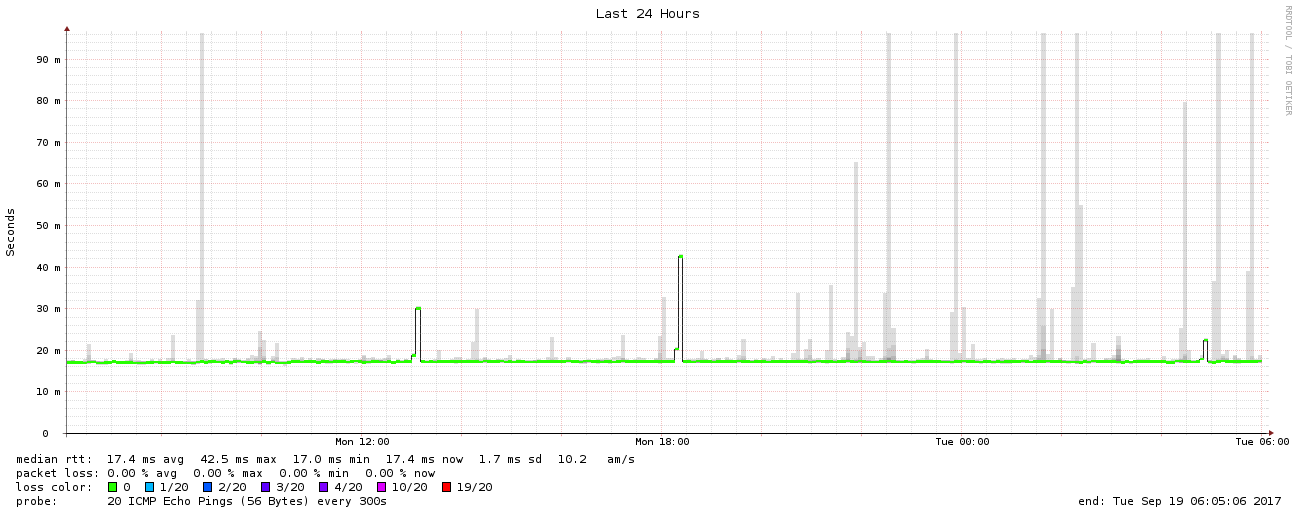 Last 24 Hours
RRDTOOL / TOBI OETIKER
Seconds
90 m
80 m
70 m
60 m
50 m
40 m
30 m
20 m
10 m
0
Mon 12:00 Mon 18:00 Tue 00:00 Tue 06:00
median rtt: 17.4 ms avg 42.5 ms max 17.0 ms min 17.4 ms now 1.7 ms sd 10.2 am/s
packet loss: 0.00 % avg 0.00 % max 0.00 % min 0.00 % now
loss color: 0 1/20 2/20 3/20 4/20 10/20 19/20
probe: 20 ICMP Echo Pings (56 Bytes) every 300s end: Tue Sep 19 06:05:06 2017